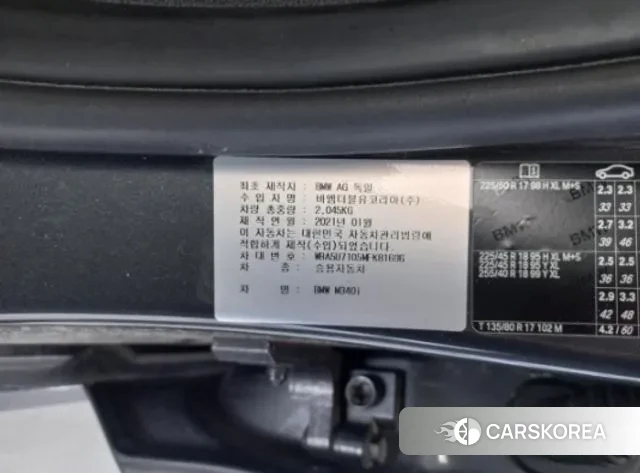 최초 제작자 : BMW AG 독일
수 입 자 명 : 비엠더블유코리아(주)
차량 총중량 : 2,045KG
제 작 연 월 : 2021년 01월
이 자동차는 대한민국 자동차관리법령에
적합하게 제작(수입)되었습니다.
차 대 번 호 : WBA5U7105MFK81696
차 종 : 승용자동차
차 명 : BMW M340i
225/50 R 17 98 H XL M+S 2.3 2.3
33 33
2.7 3.2
39 46
225/45 R 18 95 H XL M+S 2.5 2.5
225/45 R 18 95 Y XL
255/40 R 18 99 Y XL 36 36
2.9 3.3
42 48
T 135/80 R 17 102 M 4.2 / 60
CARSKOREA